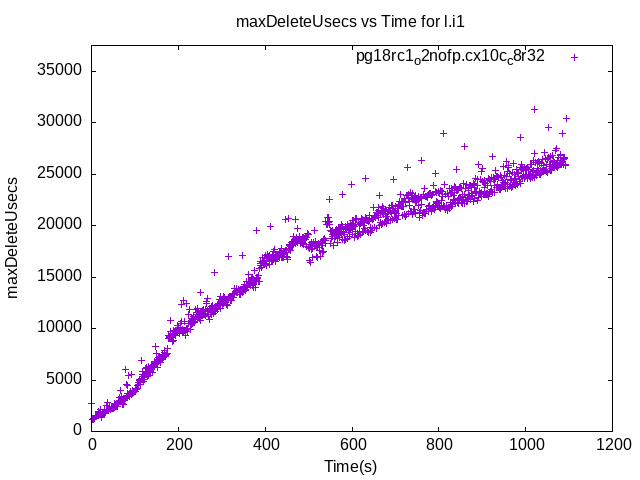 maxDeleteUsecs vs Time for l.i1
pg18rc1o2nofp.cx10cc8r32
35000
30000
25000
20000
15000
10000
5000
0
maxDeleteUsecs
0 200 400 600 800 1000 1200
Time(s)